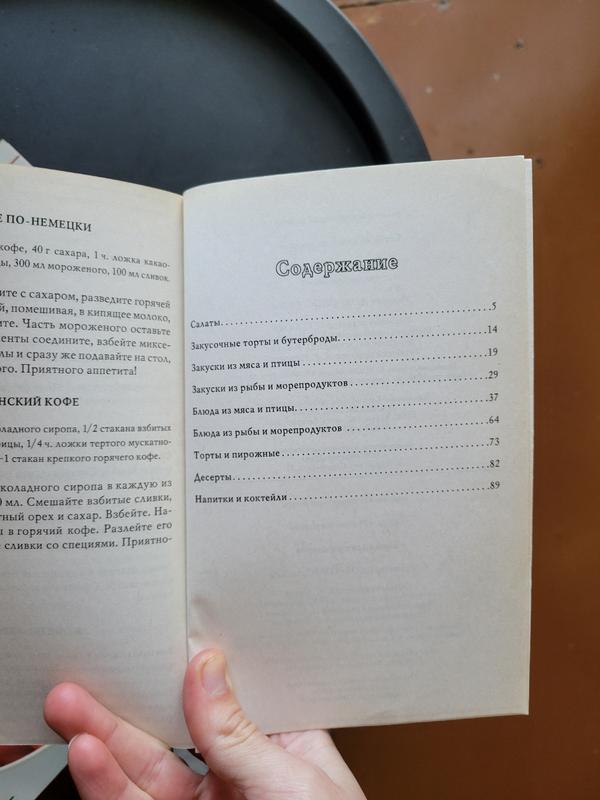 Е ПО-НЕМЕЦКИ
кофе, 40 г сахара, 1 ч. ложка какао-
ы, 300 мл мороженого, 100 мл сливок.
ите с сахаром, разведите горячей
й, помешивая, в кипящее молоко,
ите. Часть мороженого оставьте
енты соедините, взбейте миксе-
лы и сразу же подавайте на стол,
ого. Приятного аппетита!
НСКИЙ КОФЕ
оладного сиропа, 1/2 стакана взбитых
рицы, 1/4 ч. ложки тертого мускатно-
–1 стакан крепкого горячего кофе.
околадного сиропа в каждую из
0 мл. Смешайте взбитые сливки,
тный орех и сахар. Взбейте. На-
ы в горячий кофе. Разлейте его
е сливки со специями. Приятно-
Содержание
Салаты.................................................5
Закусочные торты и бутерброды.........................14
Закуски из мяса и птицы...............................19
Закуски из рыбы и морепродуктов.......................29
Блюда из мяса и птицы.................................37
Блюда из рыбы и морепродуктов.........................64
Торты и пирожные......................................73
Десерты...............................................82
Напитки и коктейли....................................89